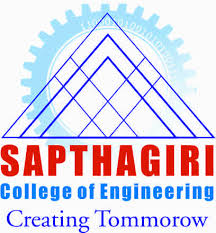 SAPTHAGIRI
College of Engineering
Creating Tommorow